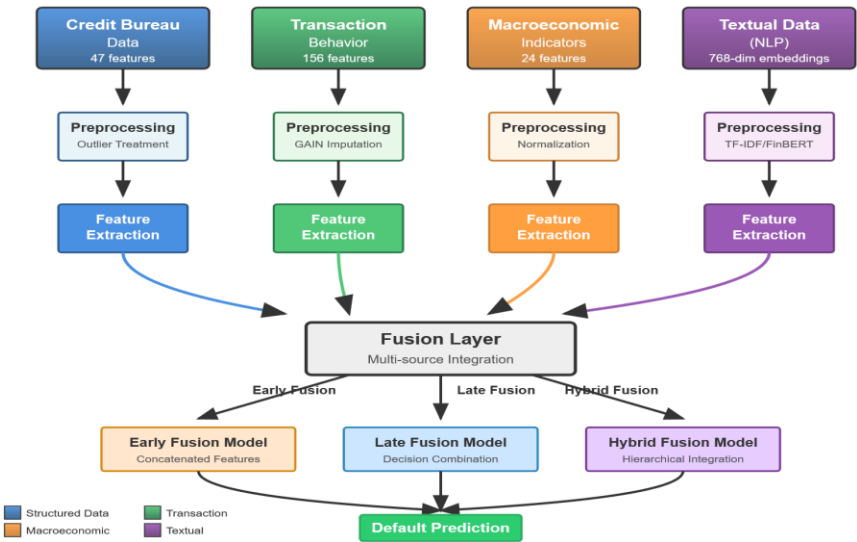 Credit Bureau
Data
47 features
Transaction
Behavior
156 features
Macroeconomic
Indicators
24 features
Textual Data
(NLP)
768-dim embeddings
Preprocessing
Outlier Treatment
Preprocessing
GAIN Imputation
Preprocessing
Normalization
Preprocessing
TF-IDF/FinBERT
Feature
Extraction
Feature
Extraction
Feature
Extraction
Feature
Extraction
Fusion Layer
Multi-source Integration
Early Fusion
Late Fusion
Hybrid Fusion
Early Fusion Model
Concatenated Features
Late Fusion Model
Decision Combination
Hybrid Fusion Model
Hierarchical Integration
Structured Data
Transaction
Macroeconomic
Textual
Default Prediction